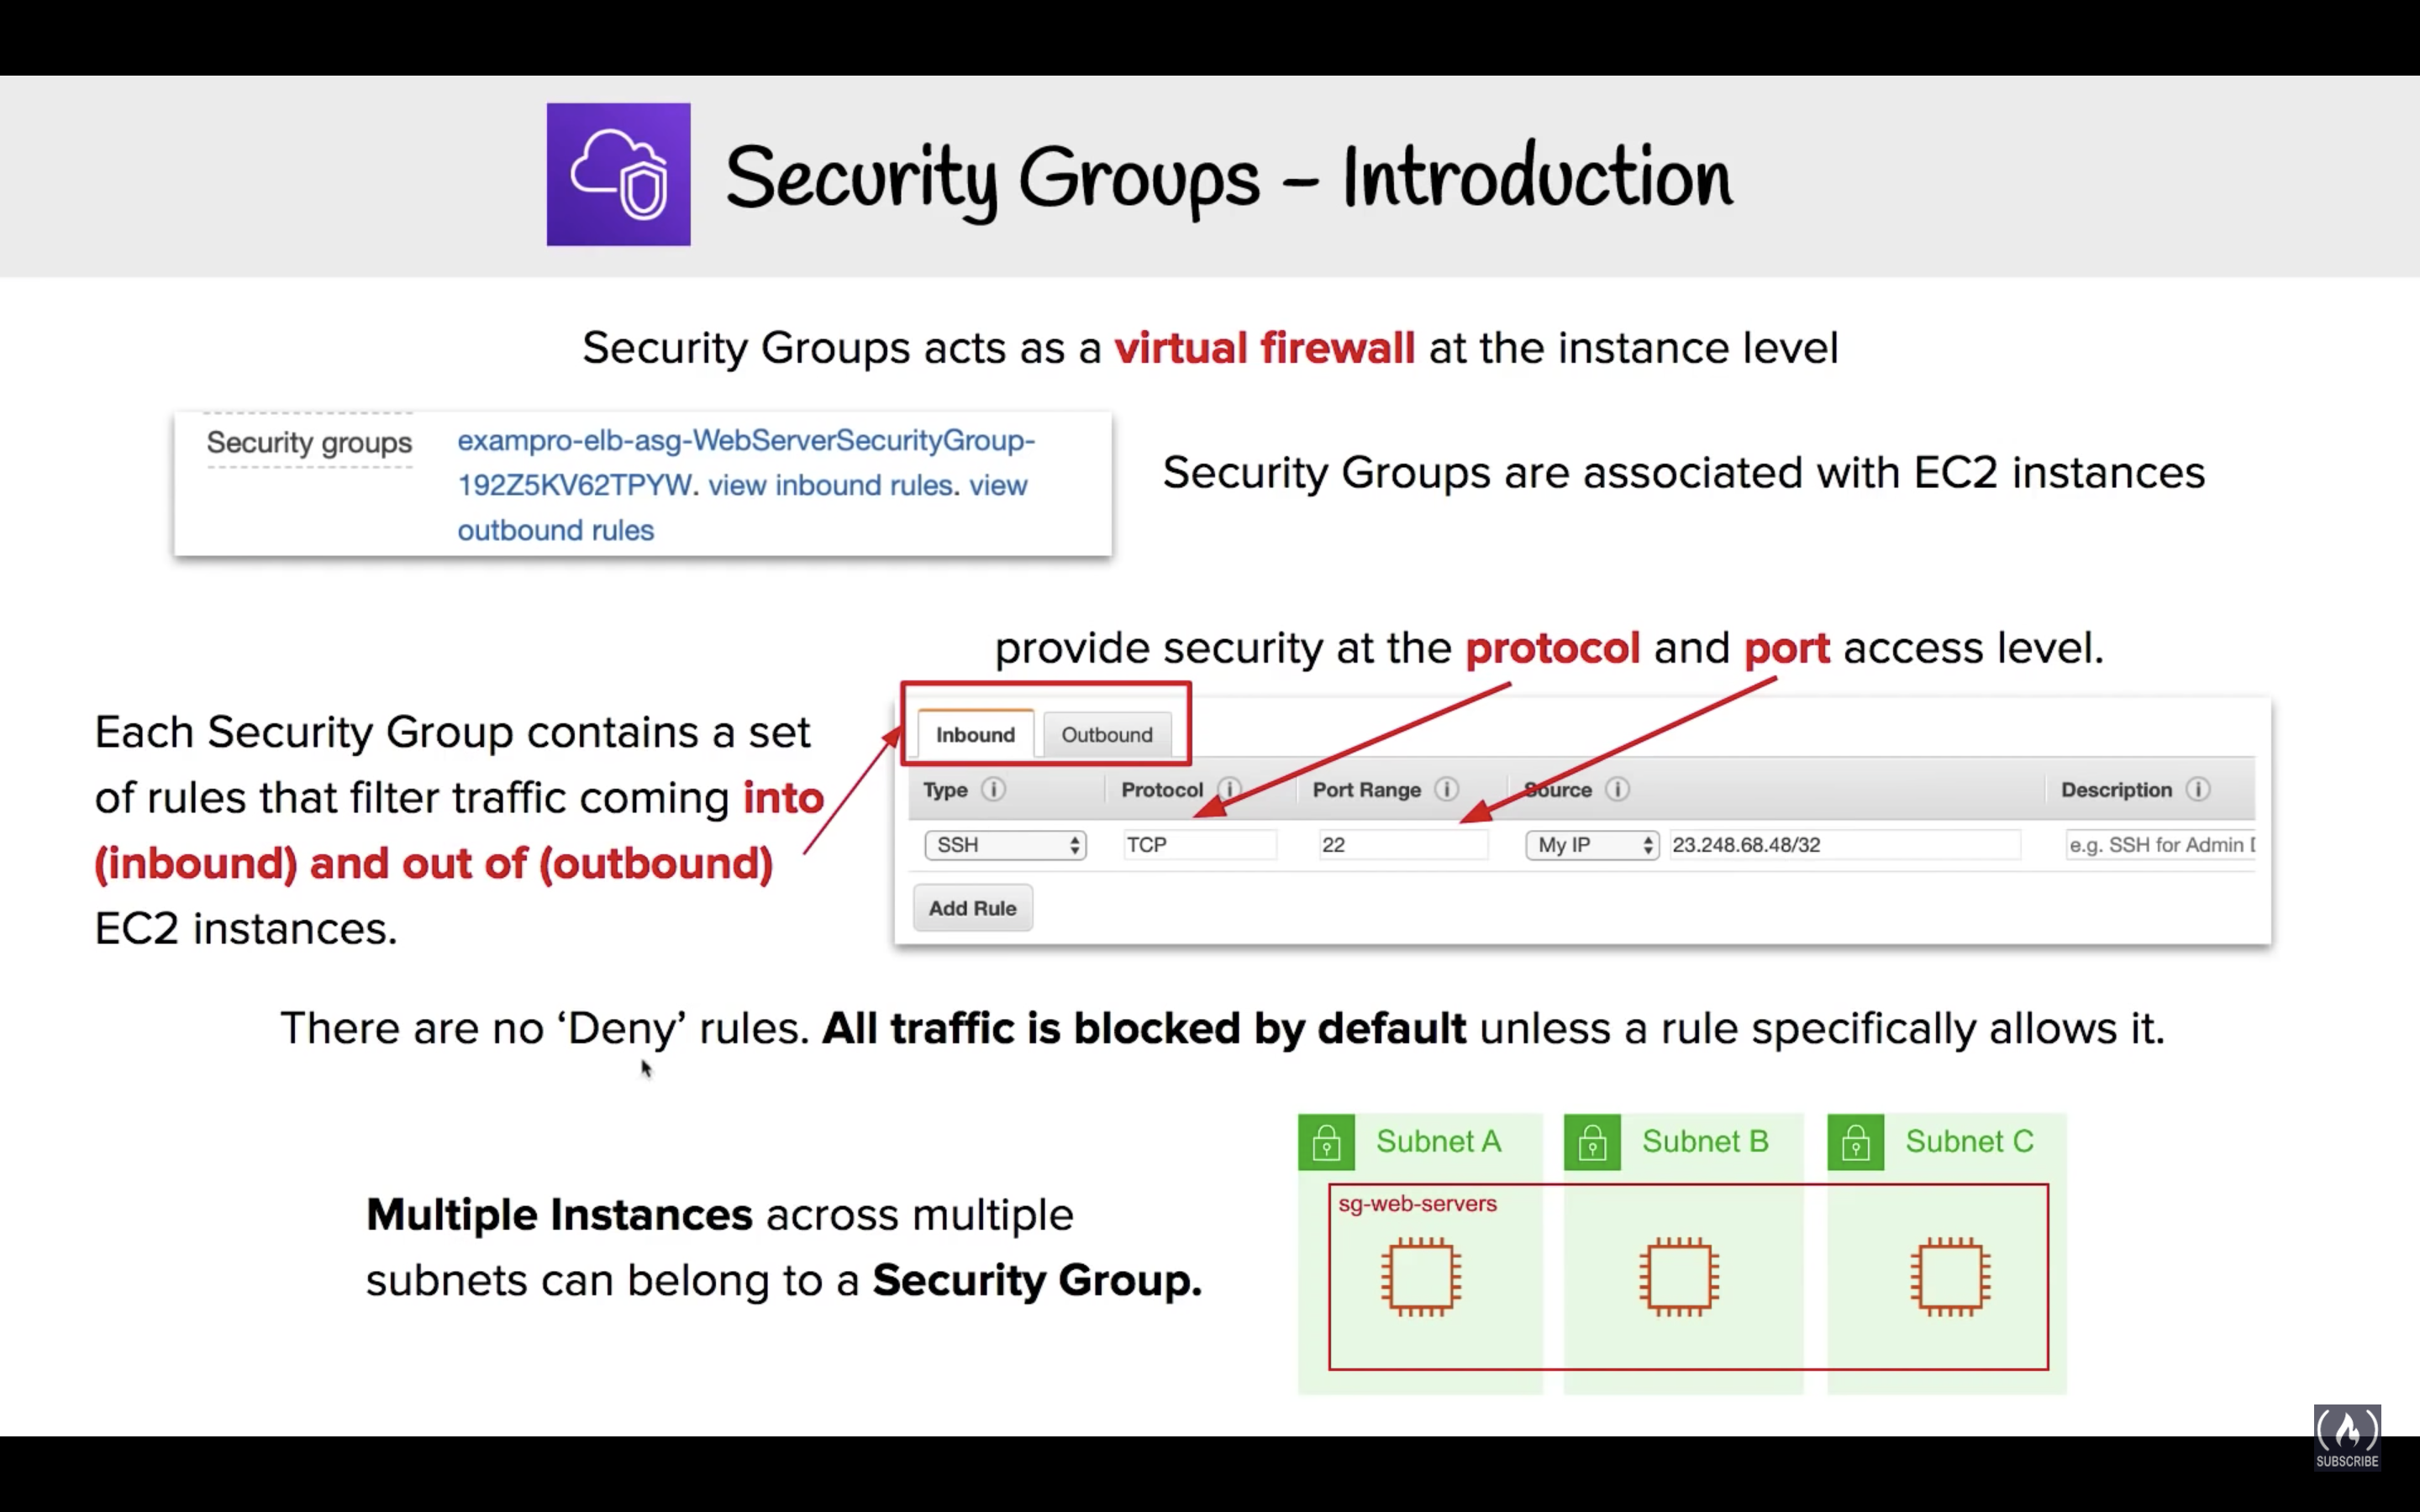 Security Groups – Introduction
Security Groups acts as a virtual firewall at the instance level
Security groups
exampro-elb-asg-WebServerSecurityGroup-
192Z5KV62TPYW. view inbound rules. view
outbound rules
Security Groups are associated with EC2 instances
provide security at the protocol and port access level.
Each Security Group contains a set
of rules that filter traffic coming into
(inbound) and out of (outbound)
EC2 instances.
Inbound Outbound
Type Protocol Port Range Source Description
SSH TCP 22 My IP 23.248.68.48/32 e.g. SSH for Admin D
Add Rule
There are no ‘Deny’ rules. All traffic is blocked by default unless a rule specifically allows it.
Multiple Instances across multiple
subnets can belong to a Security Group.
Subnet A Subnet B Subnet C
sg-web-servers
SUBSCRIBE